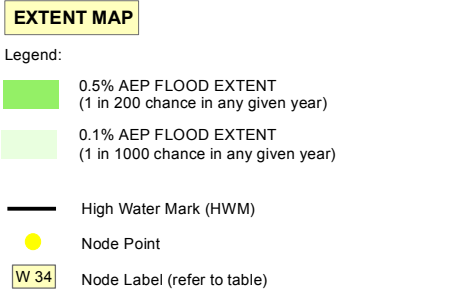 EXTENT MAP
Legend:
0.5% AEP FLOOD EXTENT
(1 in 200 chance in any given year)
0.1% AEP FLOOD EXTENT
(1 in 1000 chance in any given year)
High Water Mark (HWM)
Node Point
W 34
Node Label (refer to table)